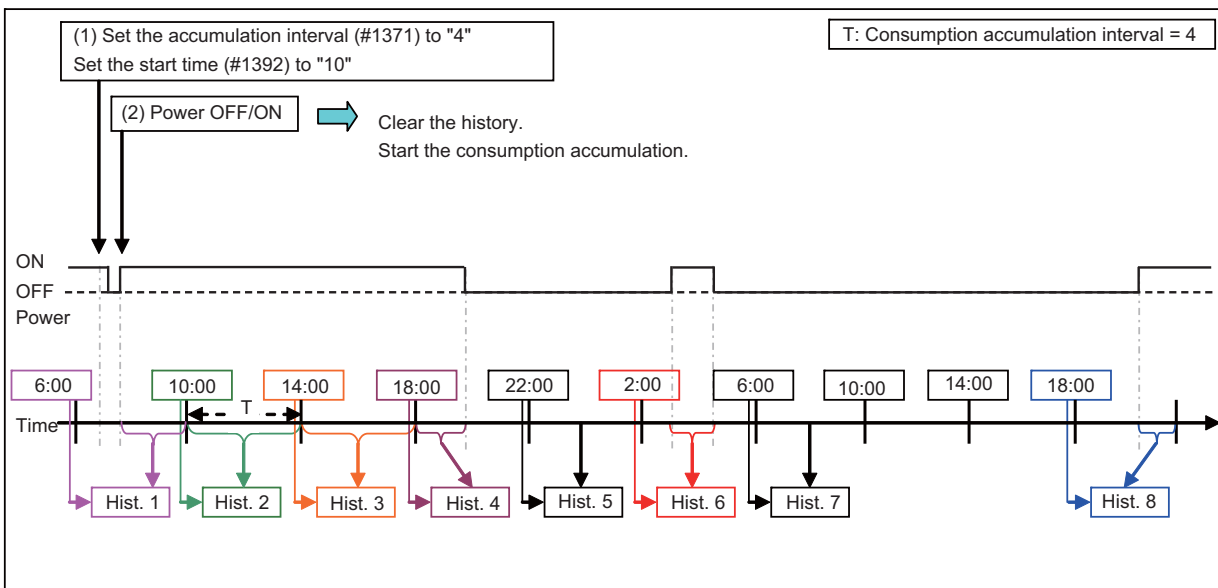 (1) Set the accumulation interval (#1371) to "4"
Set the start time (#1392) to "10"
T: Consumption accumulation interval = 4
(2) Power OFF/ON
Clear the history.
Start the consumption accumulation.
ON
OFF
Power
6:00
10:00
14:00
18:00
22:00
2:00
6:00
10:00
14:00
18:00
T
Time
Hist. 1
Hist. 2
Hist. 3
Hist. 4
Hist. 5
Hist. 6
Hist. 7
Hist. 8